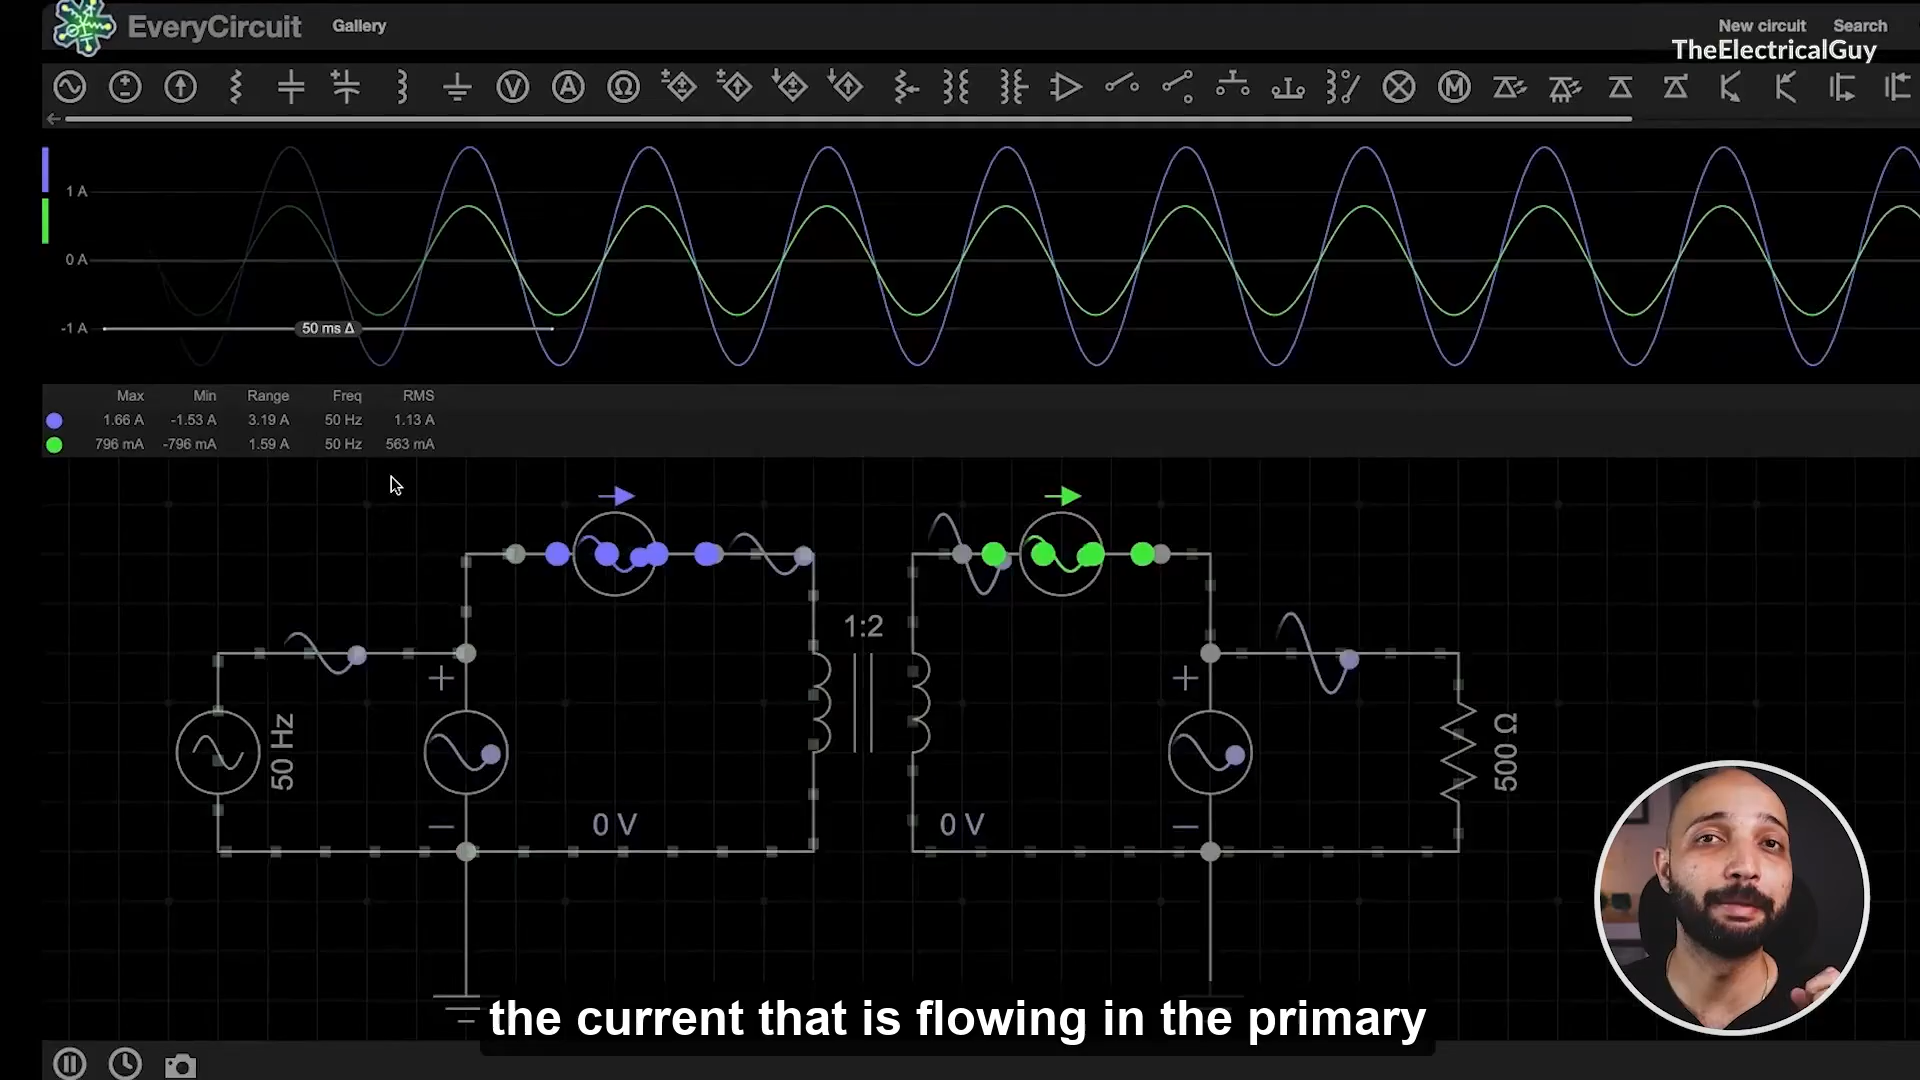 EveryCircuit
Gallery
New circuit
Search
TheElectricalGuy
V
A
Ω
M
1 A
0 A
-1 A
50 ms Δ
Max Min Range Freq RMS
1.66 A -1.53 A 3.19 A 50 Hz 1.13 A
796 mA -796 mA 1.59 A 50 Hz 563 mA
1:2
50 Hz
500 Ω
0 V
0 V
the current that is flowing in the primary